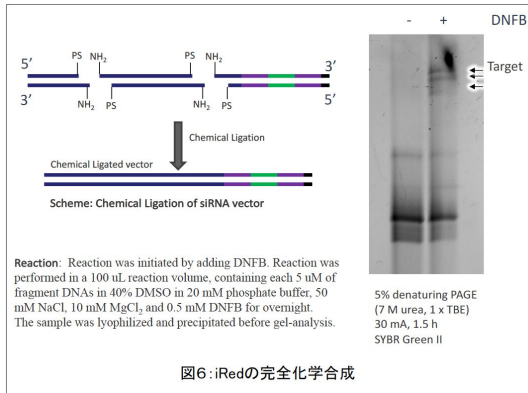 - + DNFB
PS NH₂ PS NH₂
5′ 3′
3′ 5′
NH₂ PS NH₂ PS
Chemical Ligation
Chemical Ligated vector
Scheme: Chemical Ligation of siRNA vector
Target
Reaction: Reaction was initiated by adding DNFB. Reaction was
performed in a 100 uL reaction volume, containing each 5 uM of
fragment DNAs in 40% DMSO in 20 mM phosphate buffer, 50
mM NaCl, 10 mM MgCl₂ and 0.5 mM DNFB for overnight.
The sample was lyophilized and precipitated before gel-analysis.
5% denaturing PAGE
(7 M urea, 1 x TBE)
30 mA, 1.5 h
SYBR Green II
図6:iRedの完全化学合成